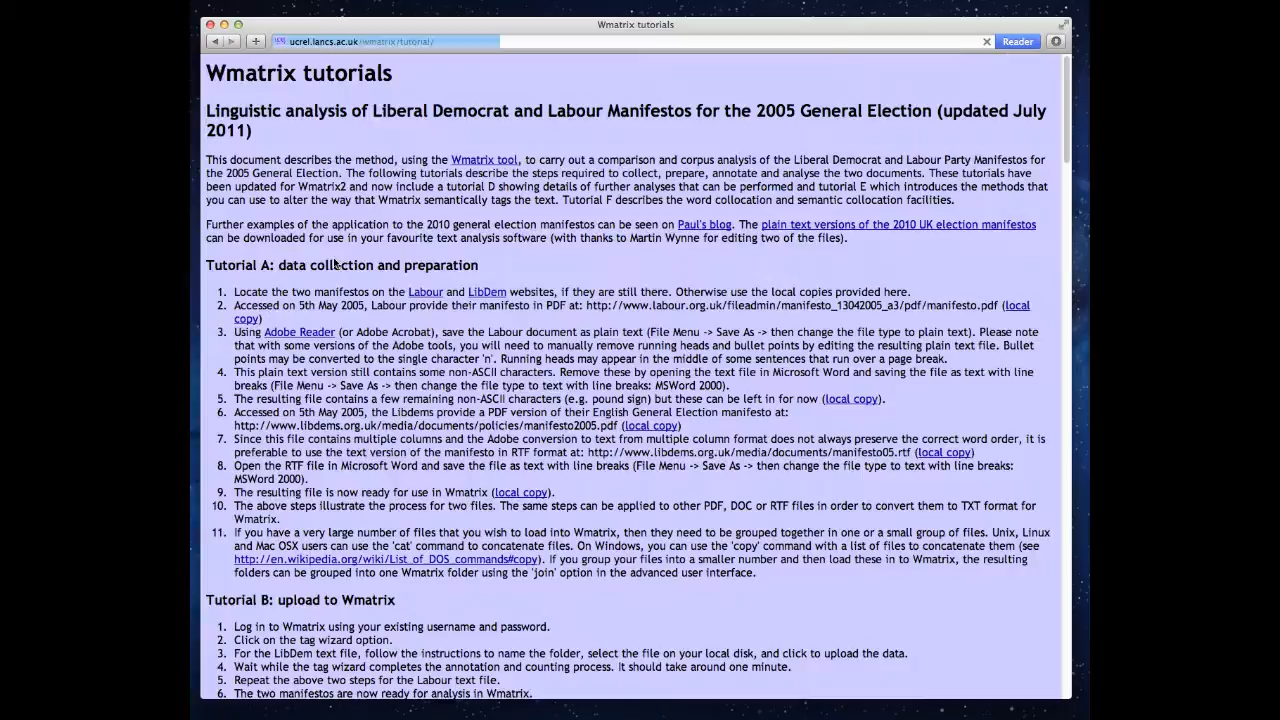 Wmatrix tutorials
ucrel.lancs.ac.uk/wmatrix/tutorial/
Reader
Wmatrix tutorials
Linguistic analysis of Liberal Democrat and Labour Manifestos for the 2005 General Election (updated July
2011)
This document describes the method, using the Wmatrix tool, to carry out a comparison and corpus analysis of the Liberal Democrat and Labour Party Manifestos for
the 2005 General Election. The following tutorials describe the steps required to collect, prepare, annotate and analyse the two documents. These tutorials have
been updated for Wmatrix2 and now include a tutorial D showing details of further analyses that can be performed and tutorial E which introduces the methods that
you can use to alter the way that Wmatrix semantically tags the text. Tutorial F describes the word collocation and semantic collocation facilities.
Further examples of the application to the 2010 general election manifestos can be seen on Paul's blog. The plain text versions of the 2010 UK election manifestos
can be downloaded for use in your favourite text analysis software (with thanks to Martin Wynne for editing two of the files).
Tutorial A: data collection and preparation
1. Locate the two manifestos on the Labour and LibDem websites, if they are still there. Otherwise use the local copies provided here.
2. Accessed on 5th May 2005, Labour provide their manifesto in PDF at: http://www.labour.org.uk/fileadmin/manifesto_13042005_a3/pdf/manifesto.pdf (local
copy)
3. Using Adobe Reader (or Adobe Acrobat), save the Labour document as plain text (File Menu -> Save As -> then change the file type to plain text). Please note
that with some versions of the Adobe tools, you will need to manually remove running heads and bullet points by editing the resulting plain text file. Bullet
points may be converted to the single character 'n'. Running heads may appear in the middle of some sentences that run over a page break.
4. This plain text version still contains some non-ASCII characters. Remove these by opening the text file in Microsoft Word and saving the file as text with line
breaks (File Menu -> Save As -> then change the file type to text with line breaks: MSWord 2000).
5. The resulting file contains a few remaining non-ASCII characters (e.g. pound sign) but these can be left in for now (local copy).
6. Accessed on 5th May 2005, the Libdems provide a PDF version of their English General Election manifesto at:
http://www.libdems.org.uk/media/documents/policies/manifesto2005.pdf (local copy)
7. Since this file contains multiple columns and the Adobe conversion to text from multiple column format does not always preserve the correct word order, it is
preferable to use the text version of the manifesto in RTF format at: http://www.libdems.org.uk/media/documents/manifesto05.rtf (local copy)
8. Open the RTF file in Microsoft Word and save the file as text with line breaks (File Menu -> Save As -> then change the file type to text with line breaks:
MSWord 2000).
9. The resulting file is now ready for use in Wmatrix (local copy).
10. The above steps illustrate the process for two files. The same steps can be applied to other PDF, DOC or RTF files in order to convert them to TXT format for
Wmatrix.
11. If you have a very large number of files that you wish to load into Wmatrix, then they need to be grouped together in one or a small group of files. Unix, Linux
and Mac OSX users can use the 'cat' command to concatenate files. On Windows, you can use the 'copy' command with a list of files to concatenate them (see
http://en.wikipedia.org/wiki/List_of_DOS_commands#copy). If you group your files into a smaller number and then load these in to Wmatrix, the resulting
folders can be grouped into one Wmatrix folder using the 'join' option in the advanced user interface.
Tutorial B: upload to Wmatrix
1. Log in to Wmatrix using your existing username and password.
2. Click on the tag wizard option.
3. For the LibDem text file, follow the instructions to name the folder, select the file on your local disk, and click to upload the data.
4. Wait while the tag wizard completes the annotation and counting process. It should take around one minute.
5. Repeat the above two steps for the Labour text file.
6. The two manifestos are now ready for analysis in Wmatrix.